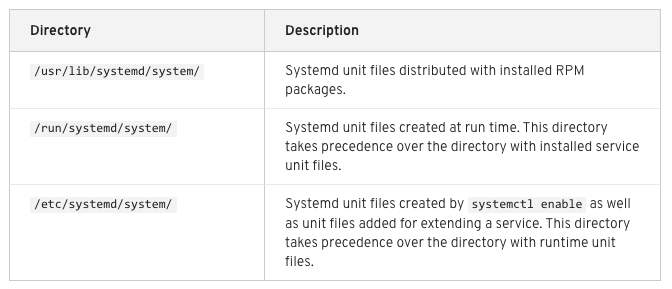 Directory Description
/usr/lib/systemd/system/ Systemd unit files distributed with installed RPM
packages.
/run/systemd/system/ Systemd unit files created at run time. This directory
takes precedence over the directory with installed service
unit files.
/etc/systemd/system/ Systemd unit files created by systemctl enable as well
as unit files added for extending a service. This directory
takes precedence over the directory with runtime unit
files.